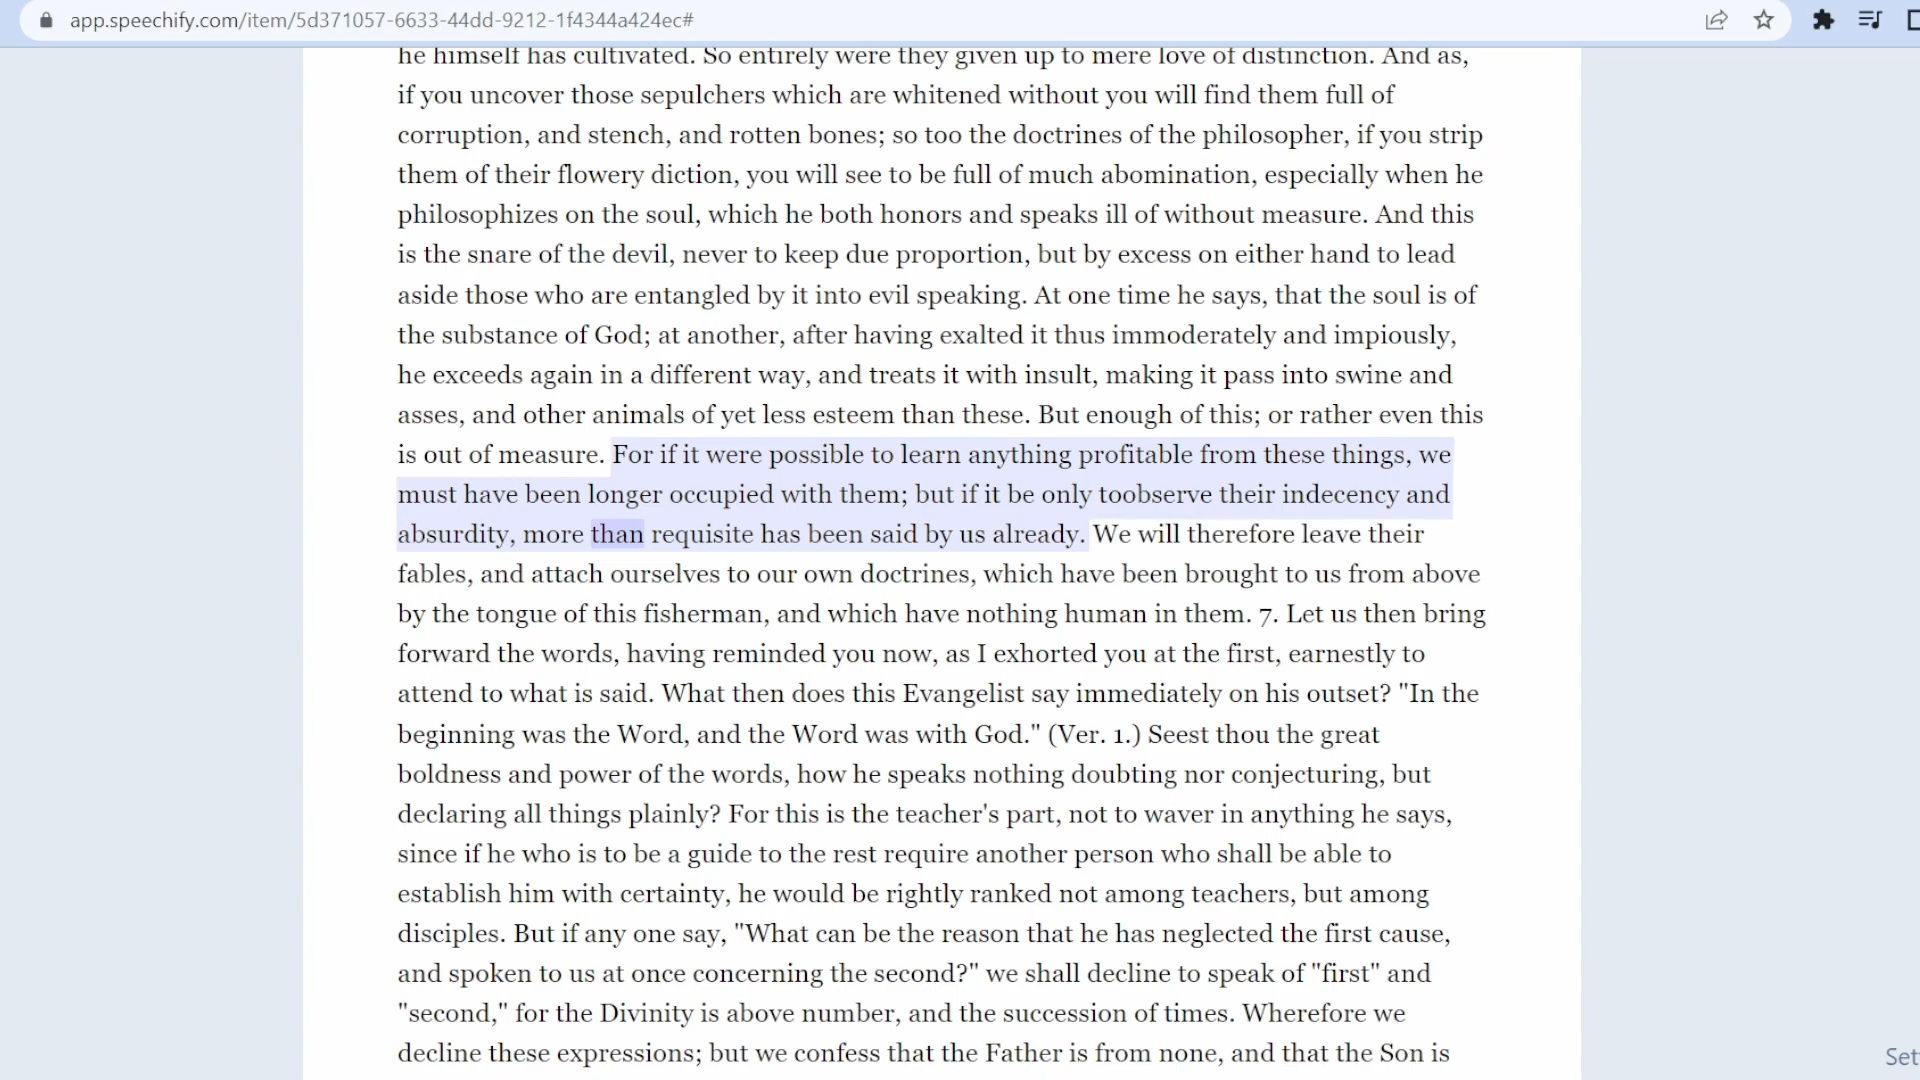 app.speechify.com/item/5d371057-6633-44dd-9212-1f4344a424ec#
he himself has cultivated. So entirely were they given up to mere love of distinction. And as,
if you uncover those sepulchers which are whitened without you will find them full of
corruption, and stench, and rotten bones; so too the doctrines of the philosopher, if you strip
them of their flowery diction, you will see to be full of much abomination, especially when he
philosophizes on the soul, which he both honors and speaks ill of without measure. And this
is the snare of the devil, never to keep due proportion, but by excess on either hand to lead
aside those who are entangled by it into evil speaking. At one time he says, that the soul is of
the substance of God; at another, after having exalted it thus immoderately and impiously,
he exceeds again in a different way, and treats it with insult, making it pass into swine and
asses, and other animals of yet less esteem than these. But enough of this; or rather even this
is out of measure. For if it were possible to learn anything profitable from these things, we
must have been longer occupied with them; but if it be only toobserve their indecency and
absurdity, more than requisite has been said by us already. We will therefore leave their
fables, and attach ourselves to our own doctrines, which have been brought to us from above
by the tongue of this fisherman, and which have nothing human in them. 7. Let us then bring
forward the words, having reminded you now, as I exhorted you at the first, earnestly to
attend to what is said. What then does this Evangelist say immediately on his outset? "In the
beginning was the Word, and the Word was with God." (Ver. 1.) Seest thou the great
boldness and power of the words, how he speaks nothing doubting nor conjecturing, but
declaring all things plainly? For this is the teacher's part, not to waver in anything he says,
since if he who is to be a guide to the rest require another person who shall be able to
establish him with certainty, he would be rightly ranked not among teachers, but among
disciples. But if any one say, "What can be the reason that he has neglected the first cause,
and spoken to us at once concerning the second?" we shall decline to speak of "first" and
"second," for the Divinity is above number, and the succession of times. Wherefore we
decline these expressions; but we confess that the Father is from none, and that the Son is